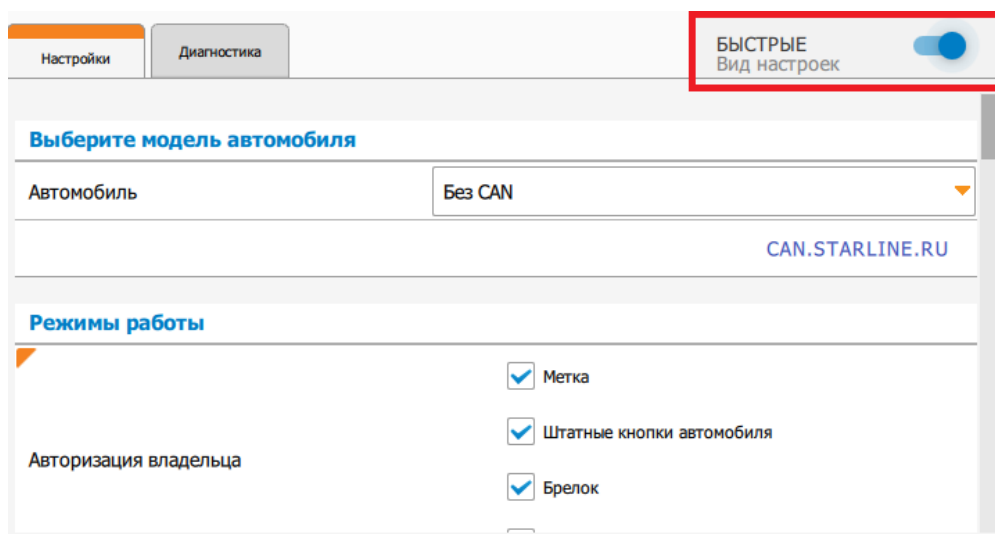 Настройки
Диагностика
БЫСТРЫЕ
Вид настроек
Выберите модель автомобиля
Автомобиль
Без CAN
CAN.STARLINE.RU
Режимы работы
Метка
Штатные кнопки автомобиля
Авторизация владельца
Брелок